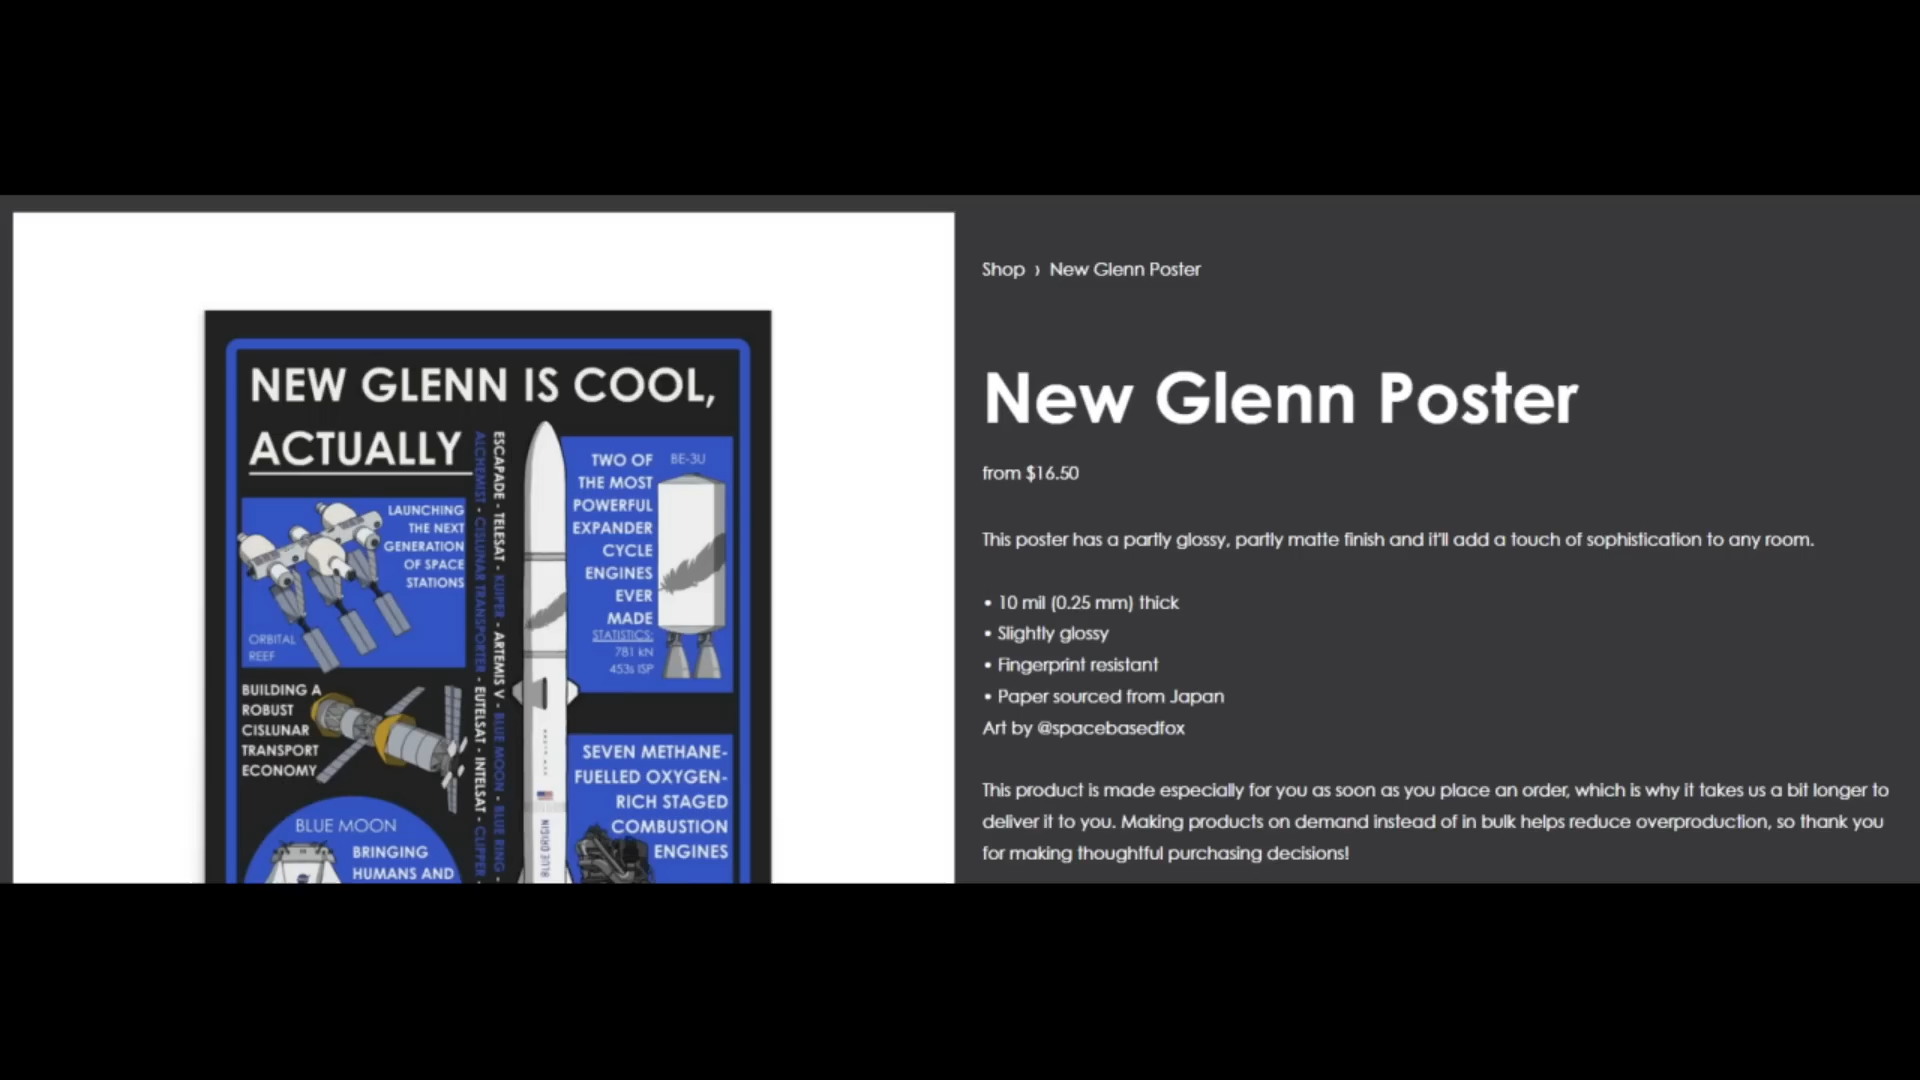 NEW GLENN IS COOL,
ACTUALLY
LAUNCHING
THE NEXT
GENERATION
OF SPACE
STATIONS
ORBITAL
REEF
BUILDING A
ROBUST
CISLUNAR
TRANSPORT
ECONOMY
BLUE MOON
BRINGING
HUMANS AND
ESCAPADE - TELESAT - KUIPER - ARTEMIS V - BLUE MOON - BLUE RING -
ALCHEMIST - CISLUNAR TRANSPORTER - EUTELSAT - INTELSAT - CLIPPER -
BLUE ORIGIN
TWO OF
THE MOST
POWERFUL
EXPANDER
CYCLE
ENGINES
EVER
MADE
BE-3U
STATISTICS:
781 kN
453s ISP
SEVEN METHANE-
FUELLED OXYGEN-
RICH STAGED
COMBUSTION
ENGINES
Shop › New Glenn Poster
New Glenn Poster
from $16.50
This poster has a partly glossy, partly matte finish and it'll add a touch of sophistication to any room.
• 10 mil (0.25 mm) thick
• Slightly glossy
• Fingerprint resistant
• Paper sourced from Japan
Art by @spacebasedfox
This product is made especially for you as soon as you place an order, which is why it takes us a bit longer to
deliver it to you. Making products on demand instead of in bulk helps reduce overproduction, so thank you
for making thoughtful purchasing decisions!